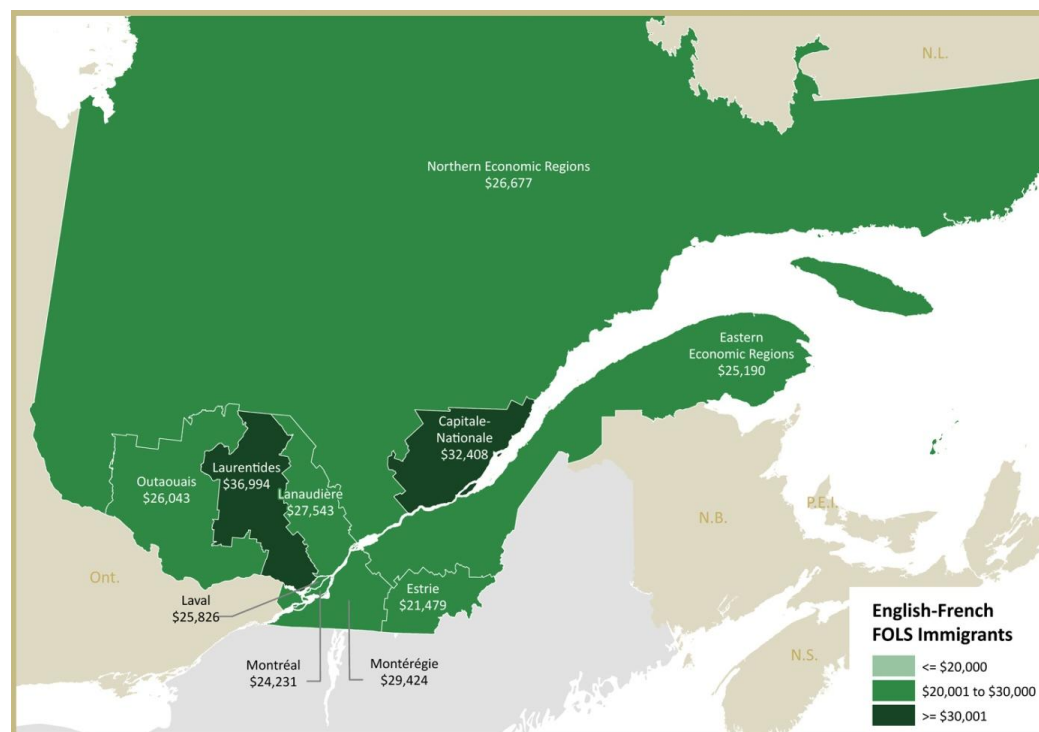 N.L.
Northern Economic Regions
$26,677
Eastern
Economic Regions
$25,190
Capitale-
Nationale
$32,408
Laurentides
$36,994
Outaouais
$26,043
Lanaudière
$27,543
P.E.I.
N.B.
Ont.
Estrie
$21,479
Laval
$25,826
Montréal
$24,231
Montérégie
$29,424
N.S.
English-French
FOLS Immigrants
<= $20,000
$20,001 to $30,000
>= $30,001